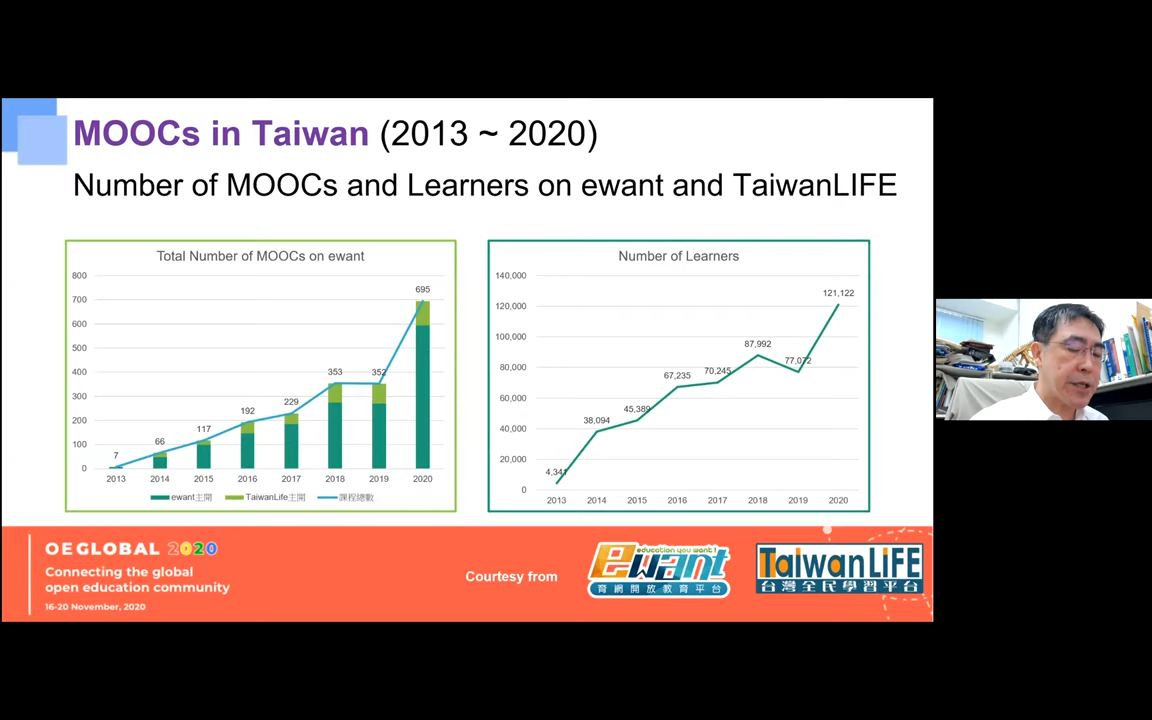 MOOCs in Taiwan (2013 ~ 2020)
Number of MOOCs and Learners on ewant and TaiwanLIFE
Total Number of MOOCs on ewant
800
700
600
500
400
300
200
100
0
7
66
117
192
229
353
352
695
2013 2014 2015 2016 2017 2018 2019 2020
ewant主開 TaiwanLife主開 課程總數
Number of Learners
140,000
120,000
100,000
80,000
60,000
40,000
20,000
0
4,341
38,094
45,389
67,235
70,245
87,992
77,072
121,122
2013 2014 2015 2016 2017 2018 2019 2020
OEGLOBAL 2020
Connecting the global
open education community
16-20 November, 2020
Courtesy from
education you want!
ewant
育網開放教育平台
TaiwanLiFE
台灣全民學習平台